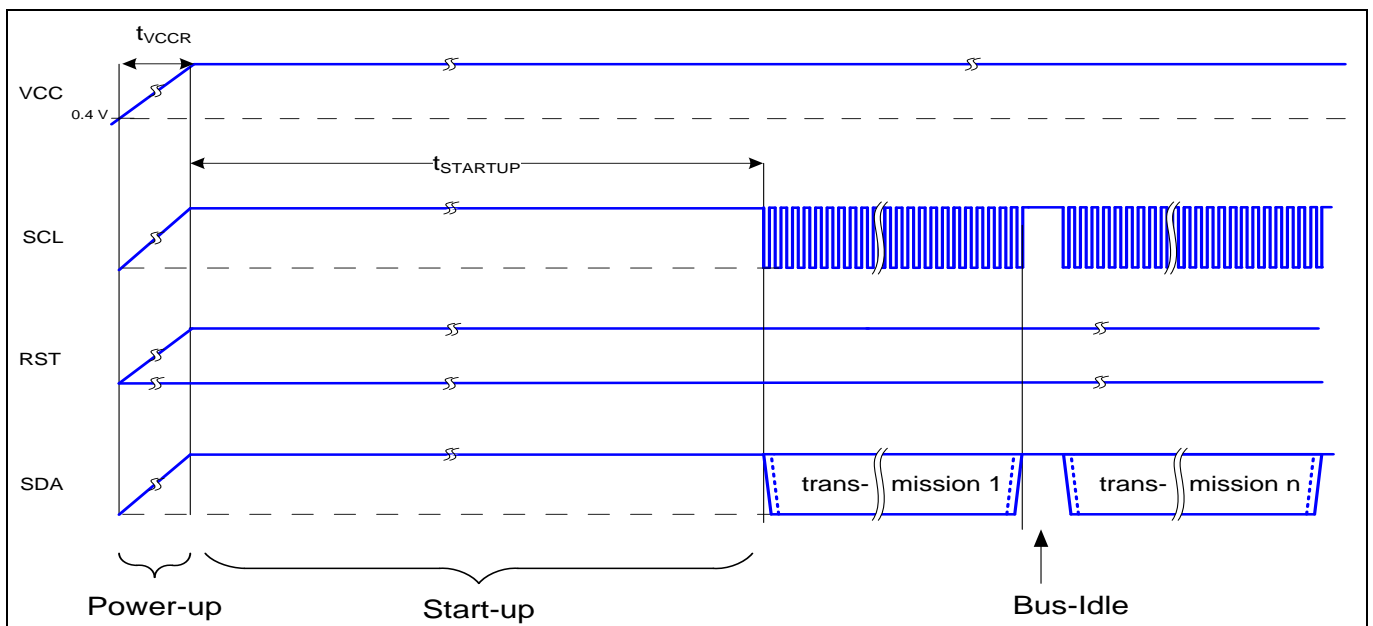 tVCCR
VCC
0.4 V
tSTARTUP
SCL
RST
SDA
trans- mission 1
trans- mission n
Power-up
Start-up
Bus-Idle